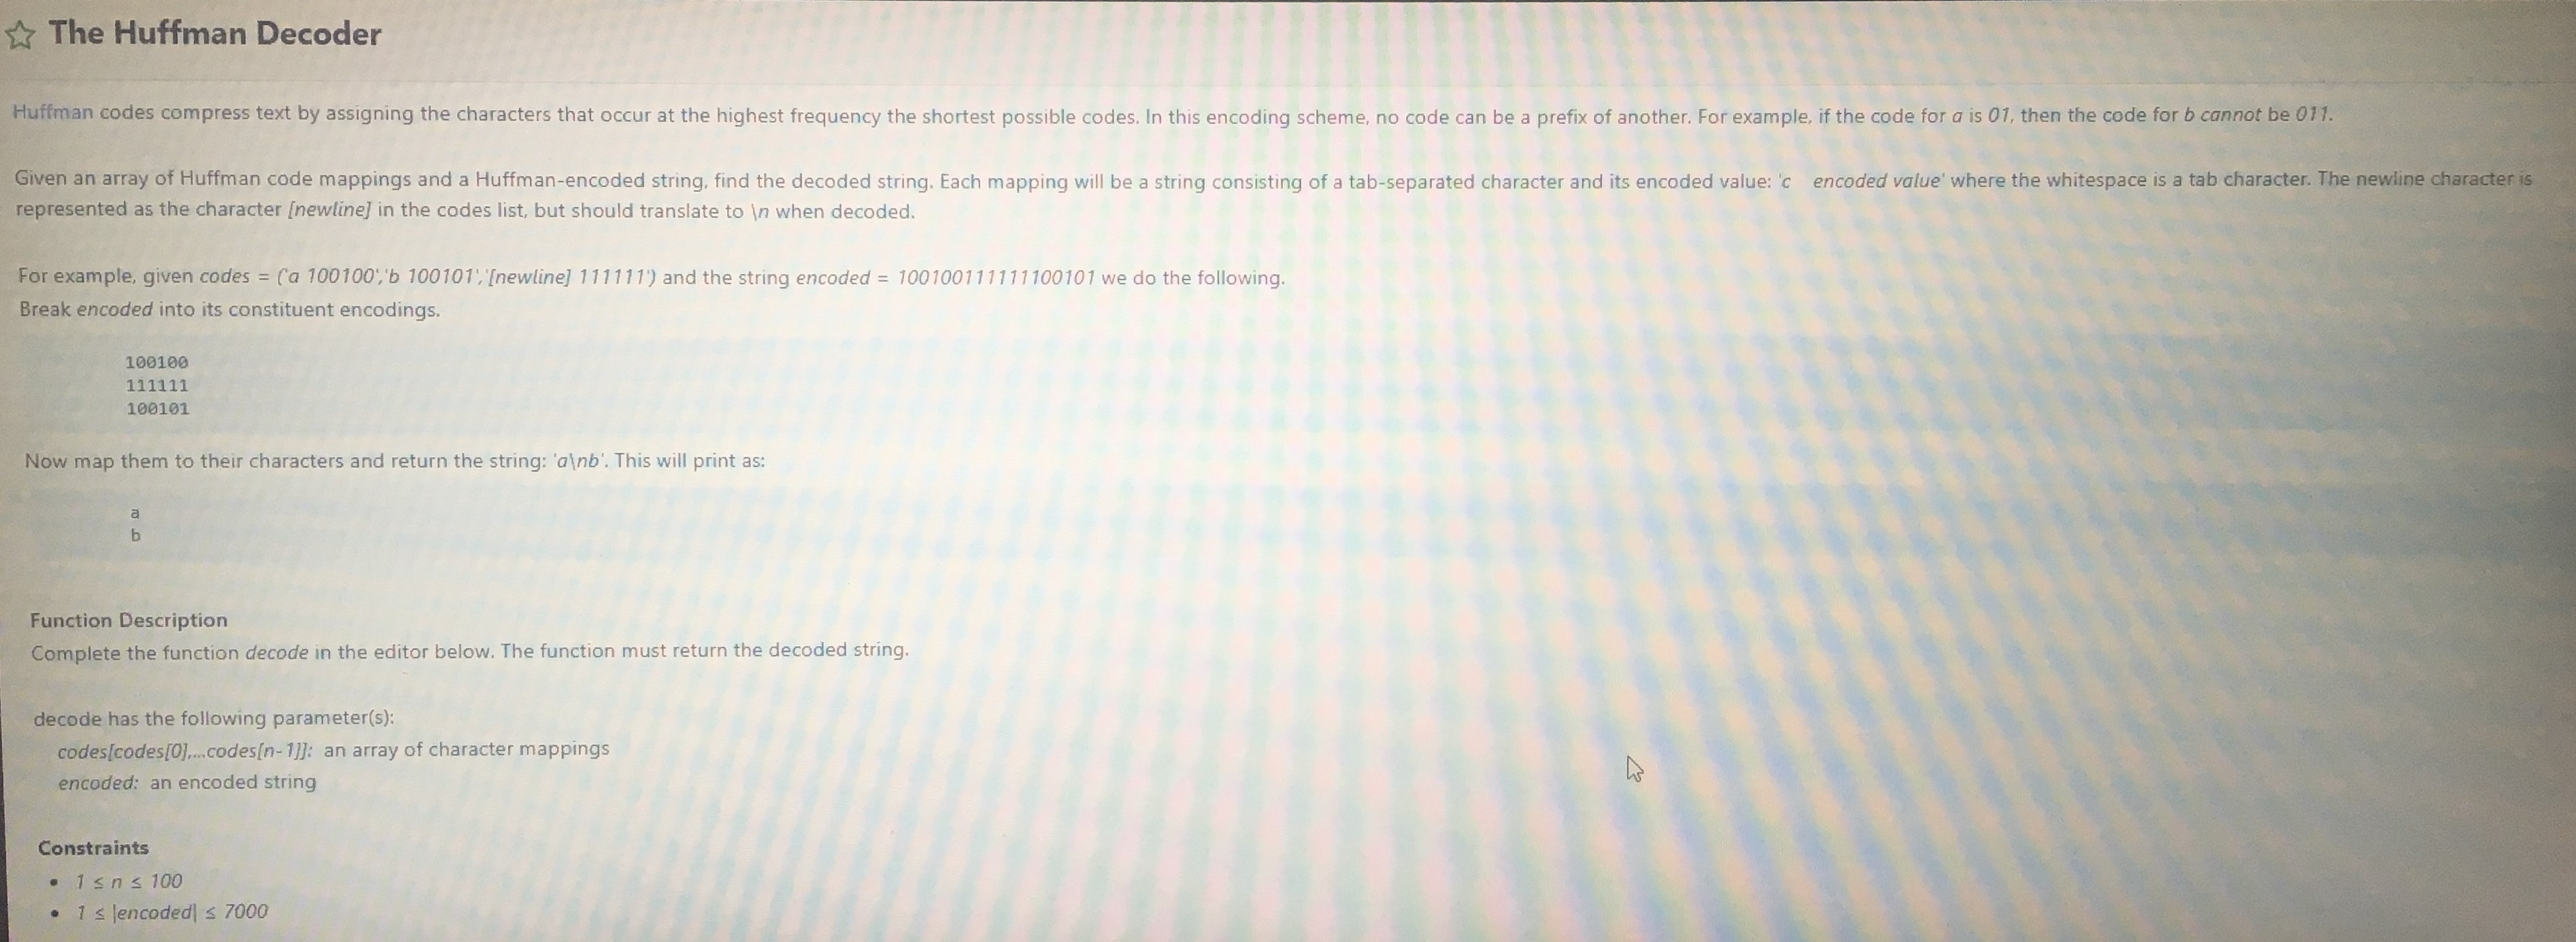 The Huffman Decoder
Huffman codes compress text by assigning the characters that occur at the highest frequency the shortest possible codes. In this encoding scheme, no code can be a prefix of another. For example, if the code for a is 01, then the code for b cannot be 011.
Given an array of Huffman code mappings and a Huffman-encoded string, find the decoded string. Each mapping will be a string consisting of a tab-separated character and its encoded value: 'c    encoded value' where the whitespace is a tab character. The newline character is
represented as the character [newline] in the codes list, but should translate to \n when decoded.
For example, given codes = ('a 100100','b 100101','[newline] 111111') and the string encoded = 100100111111100101 we do the following.
Break encoded into its constituent encodings.
100100
111111
100101
Now map them to their characters and return the string: 'a\nb'. This will print as:
a
b
Function Description
Complete the function decode in the editor below. The function must return the decoded string.
decode has the following parameter(s):
codes[codes[0],...codes[n-1]]: an array of character mappings
encoded: an encoded string
Constraints
• 1 ≤ n ≤ 100
• 1 ≤ |encoded| ≤ 7000